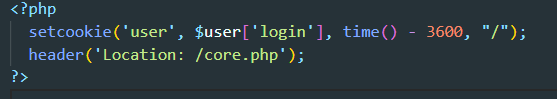 <?php
setcookie('user', $user['login'], time() - 3600, "/");
header('Location: /core.php');
?>